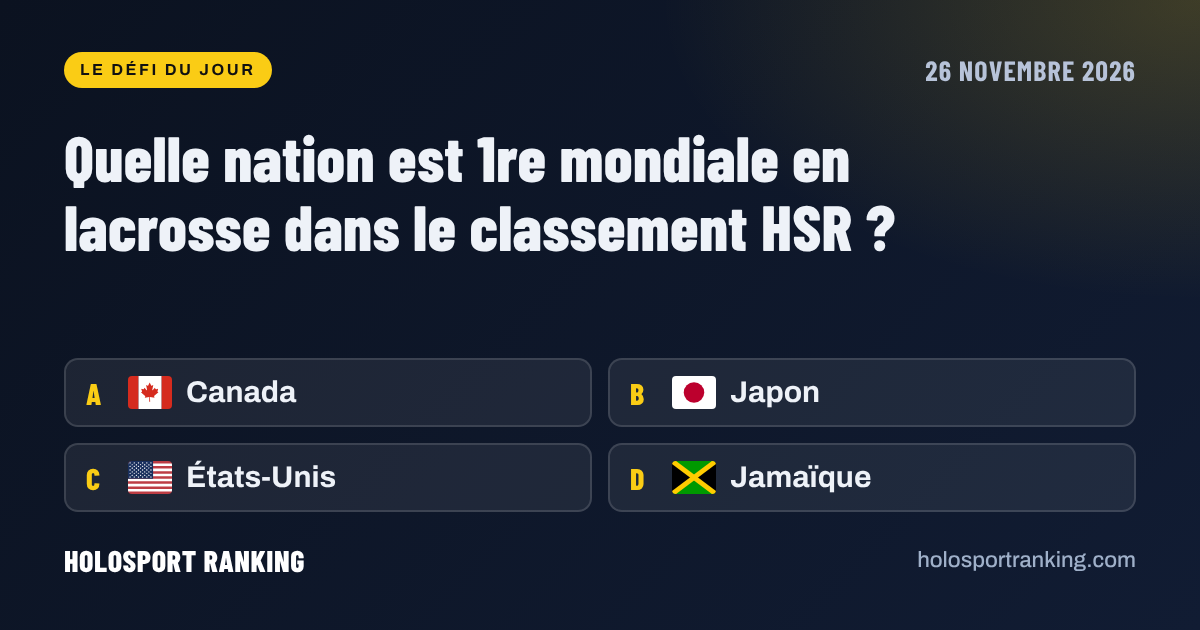 LE DÉFI DU JOUR
26 NOVEMBRE 2026
Quelle nation est 1re mondiale en
lacrosse dans le classement HSR ?
A Canada
B Japon
C États-Unis
D Jamaïque
HOLOSPORT RANKING
holosportranking.com